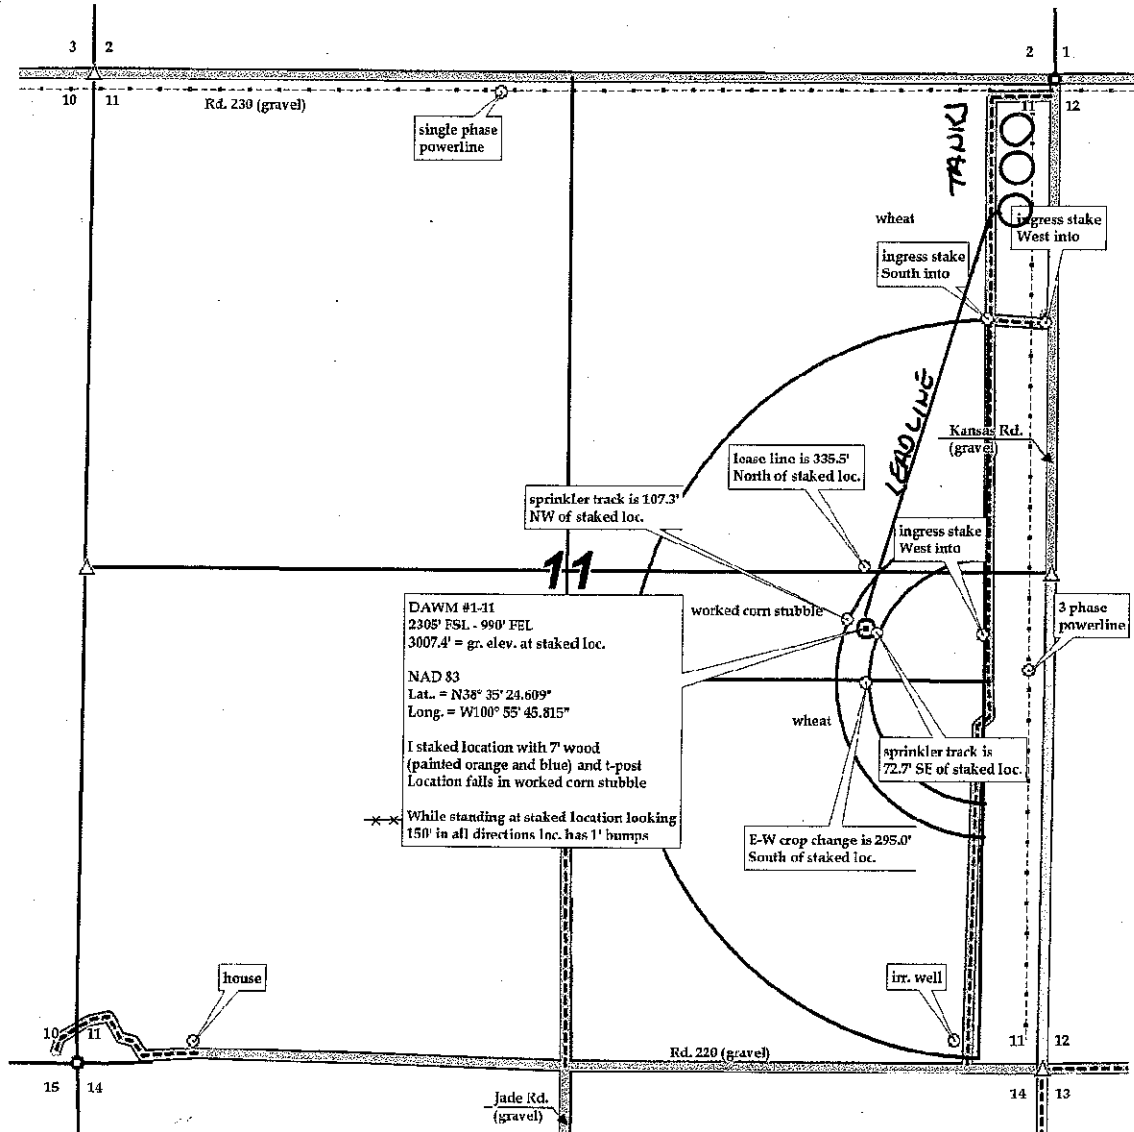 3 2
2 1
10 11
Rd. 230 (gravel)
11 12
single phase
powerline
TANKS
wheat
ingress stake
West into
ingress stake
South into
LEADLINE
Kansas Rd.
(gravel)
lease line is 335.5'
North of staked loc.
sprinkler track is 107.3'
NW of staked loc.
ingress stake
West into
11
DAWM #1-11
2305' FSL - 990' FEL
3007.4' = gr. elev. at staked loc.
NAD 83
Lat.. = N38° 35' 24.609"
Long. = W100° 55' 45.815"
I staked location with 7' wood
(painted orange and blue) and t-post
Location falls in worked corn stubble
While standing at staked location looking
150' in all directions loc. has 1' bumps
worked corn stubble
3 phase
powerline
wheat
sprinkler track is
72.7' SE of staked loc.
E-W crop change is 295.0'
South of staked loc.
house
irr. well
10 11
11 12
Rd. 220 (gravel)
15 14
14 13
Jade Rd.
(gravel)